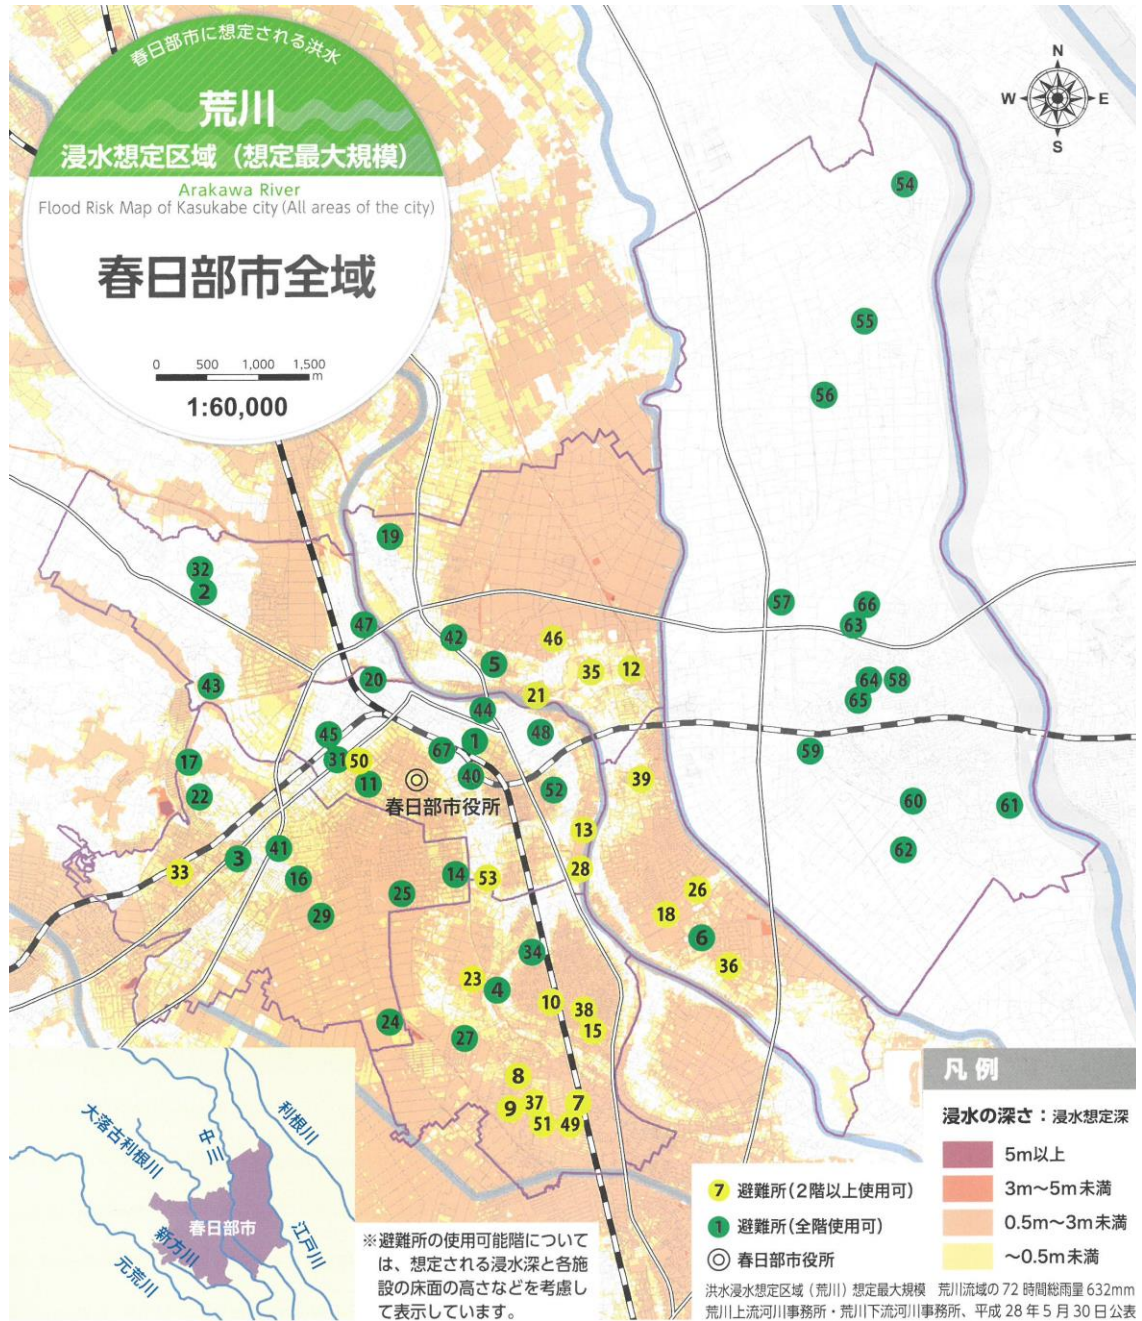 春日部市に想定される洪水
荒川
浸水想定区域（想定最大規模）
Arakawa River
Flood Risk Map of Kasukabe city (All areas of the city)
春日部市全域
0 500 1,000 1,500
m
1:60,000
N
W E
S
54
55
56
19
32
2
57
66
63
47
42
46
5
35
12
43
20
21
64
58
65
44
45
1
48
67
59
17
31
50
11
40
39
22
52
60
61
春日部市役所
13
62
41
3
33
28
14
53
16
25
26
29
18
6
34
36
23
4
10
38
24
15
27
8
37
7
9
51
49
利根川
中川
大落古利根川
春日部市
江戸川
新方川
元荒川
※避難所の使用可能階について
は、想定される浸水深と各施
設の床面の高さなどを考慮し
て表示しています。
7 避難所（2階以上使用可）
1 避難所（全階使用可）
春日部市役所
凡例
浸水の深さ：浸水想定深
5m以上
3m～5m未満
0.5m～3m未満
～0.5m未満
洪水浸水想定区域（荒川）想定最大規模 荒川流域の72時間総雨量632mm
荒川上流河川事務所・荒川下流河川事務所、平成28年5月30日公表